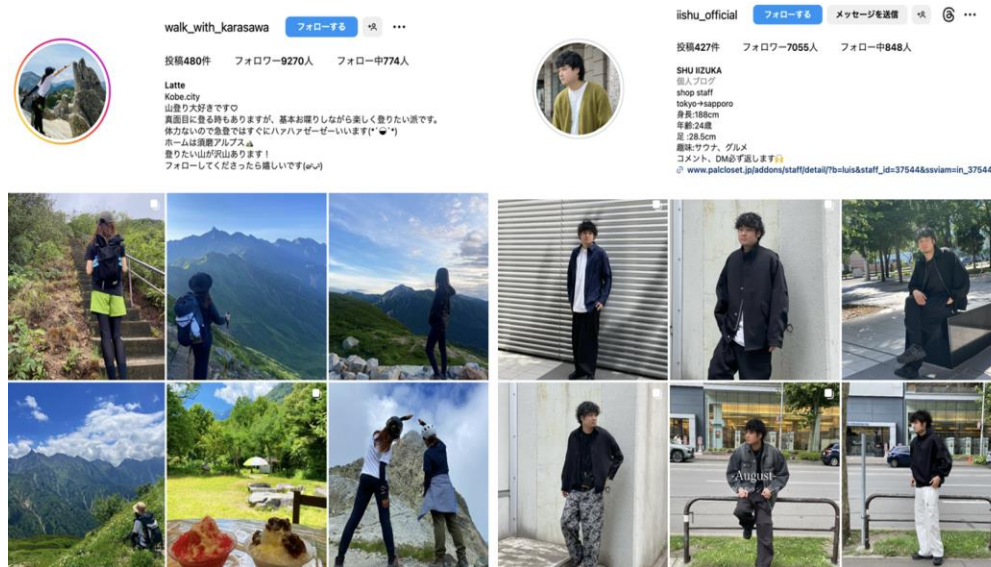 walk_with_karasawa
フォローする
投稿480件 フォロワー9270人 フォロー中774人
Latte
Kobe.city
山登り大好きです♡
真面目に登る時もありますが、基本お喋りしながら楽しく登りたい派です。
体力ないので急登ではすぐにハァハァゼーゼーいいます(*´◒`*)
ホームは須磨アルプス⛰
登りたい山が沢山あります！
フォローしてくださったら嬉しいです(๑˃̵ᴗ˂̵)
iishu_official
フォローする メッセージを送信
投稿427件 フォロワー7055人 フォロー中848人
SHU IIZUKA
個人ブログ
shop staff
tokyo→sapporo
身長:188cm
年齢:24歳
足 :28.5cm
趣味:サウナ、グルメ
コメント、DM必ず返します🙌
www.palcloset.jp/addons/staff/detail/?b=luis&staff_id=37544&ssviam=in_37544
August